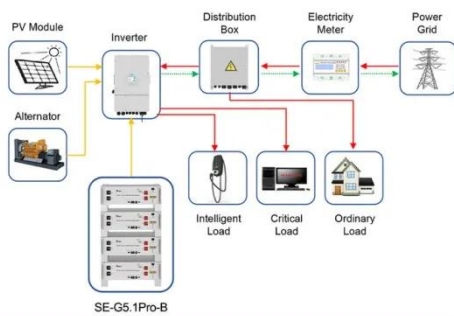 PV Module
Inverter
Distribution
Box
Electricity
Meter
Power
Grid
Alternator
Intelligent
Load
Critical
Load
Ordinary
Load
SE-G5.1Pro-B